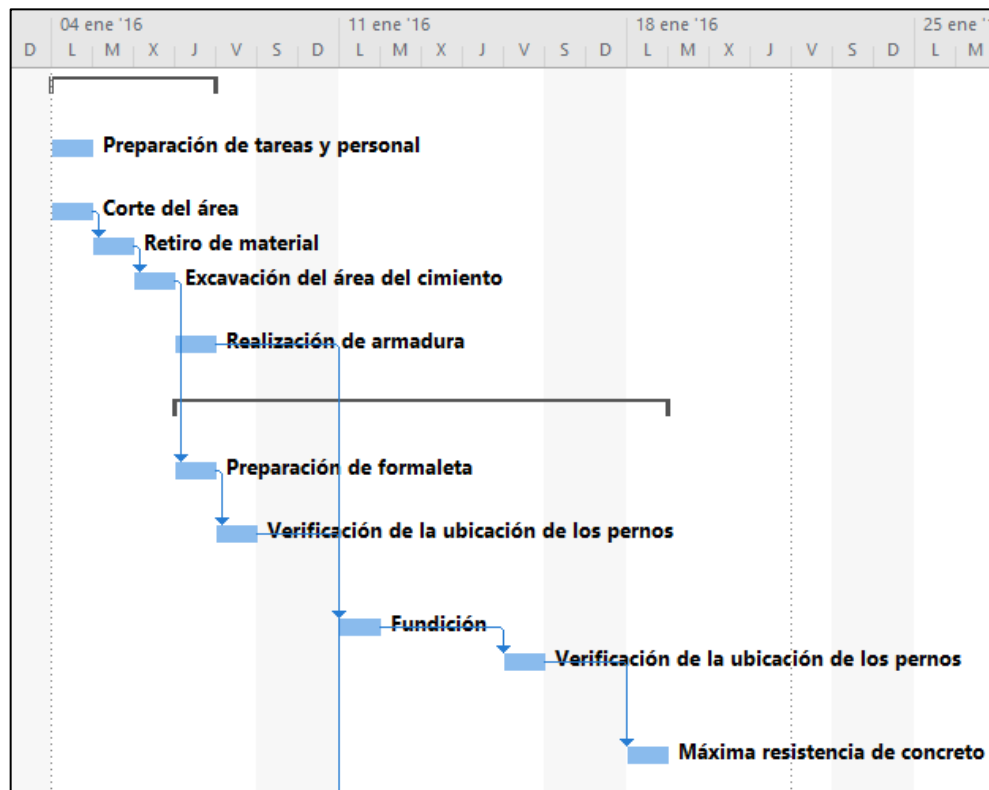 04 ene '16 11 ene '16 18 ene '16 25 ene '
D L M X J V S D L M X J V S D L M X J V S D L M
Preparación de tareas y personal
Corte del área
Retiro de material
Excavación del área del cimiento
Realización de armadura
Preparación de formaleta
Verificación de la ubicación de los pernos
Fundición
Verificación de la ubicación de los pernos
Máxima resistencia de concreto